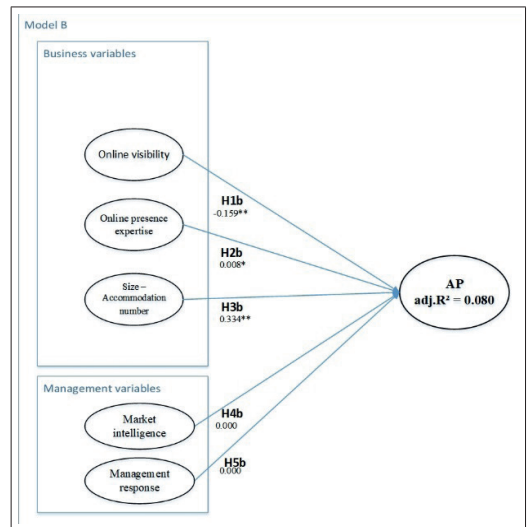 Model B
Business variables
Online visibility
Online presence
expertise
Size –
Accommodation
number
H1b
-0.159**
H2b
0.008*
H3b
0.334**
AP
adj.R² = 0.080
Management variables
Market
intelligence
Management
response
H4b
0.000
H5b
0.000